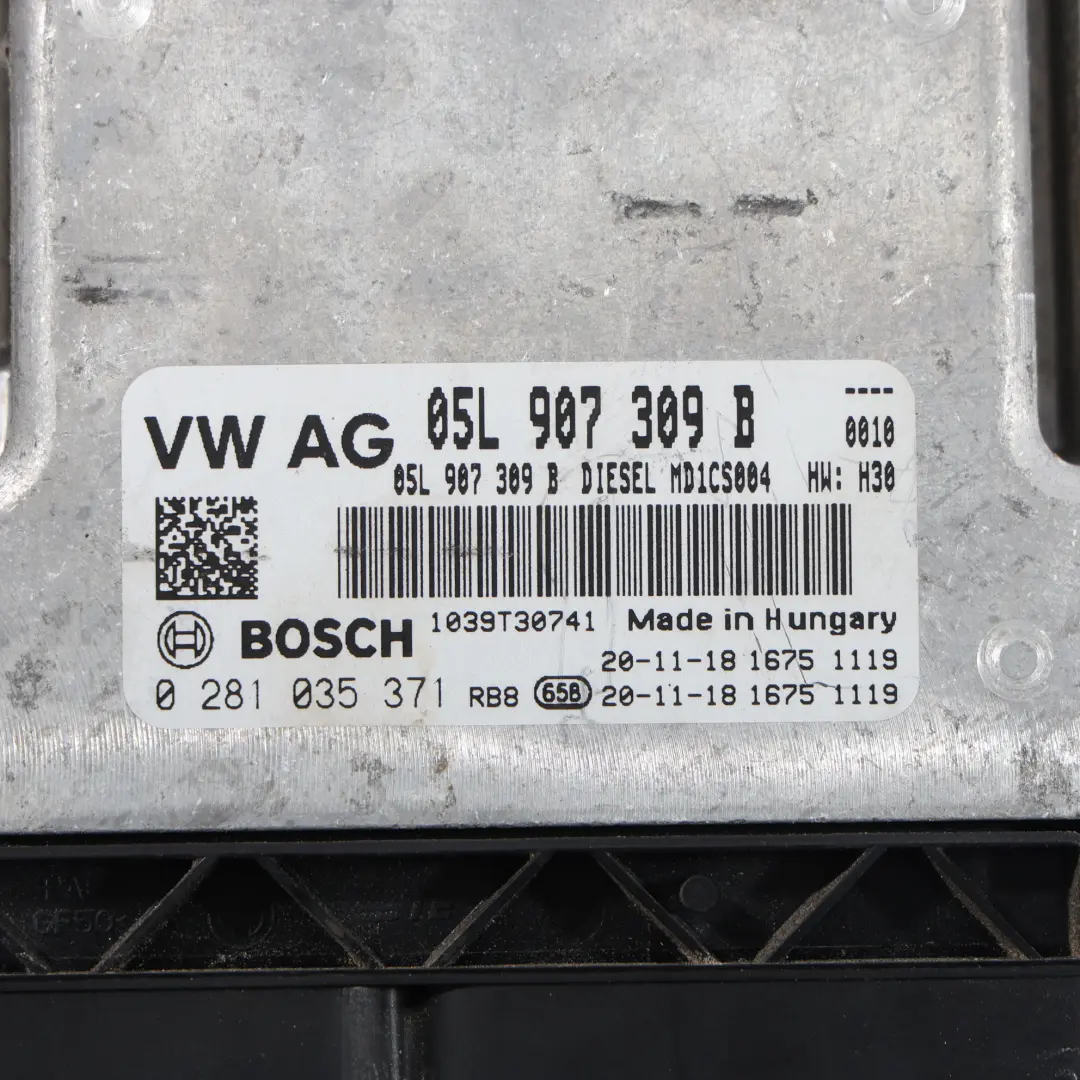 VW AG 05L 907 309 B ----
0010
05L 907 309 B DIESEL MD1CS004 HW: H30
BOSCH 1039T30741 Made in Hungary
20-11-18 1675 1119
0 281 035 371 RB8 65B 20-11-18 1675 1119